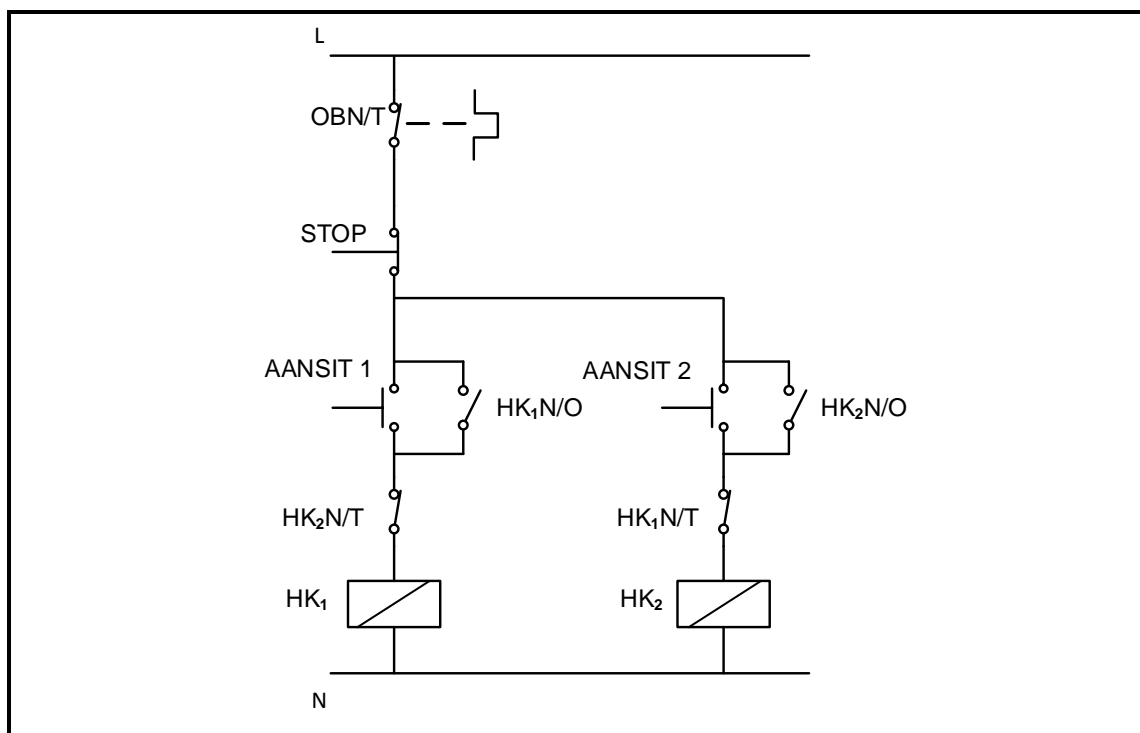 L
OBN/T
STOP
AANSIT 1
AANSIT 2
HK₁N/O
HK₂N/O
HK₂N/T
HK₁N/T
HK₁
HK₂
N